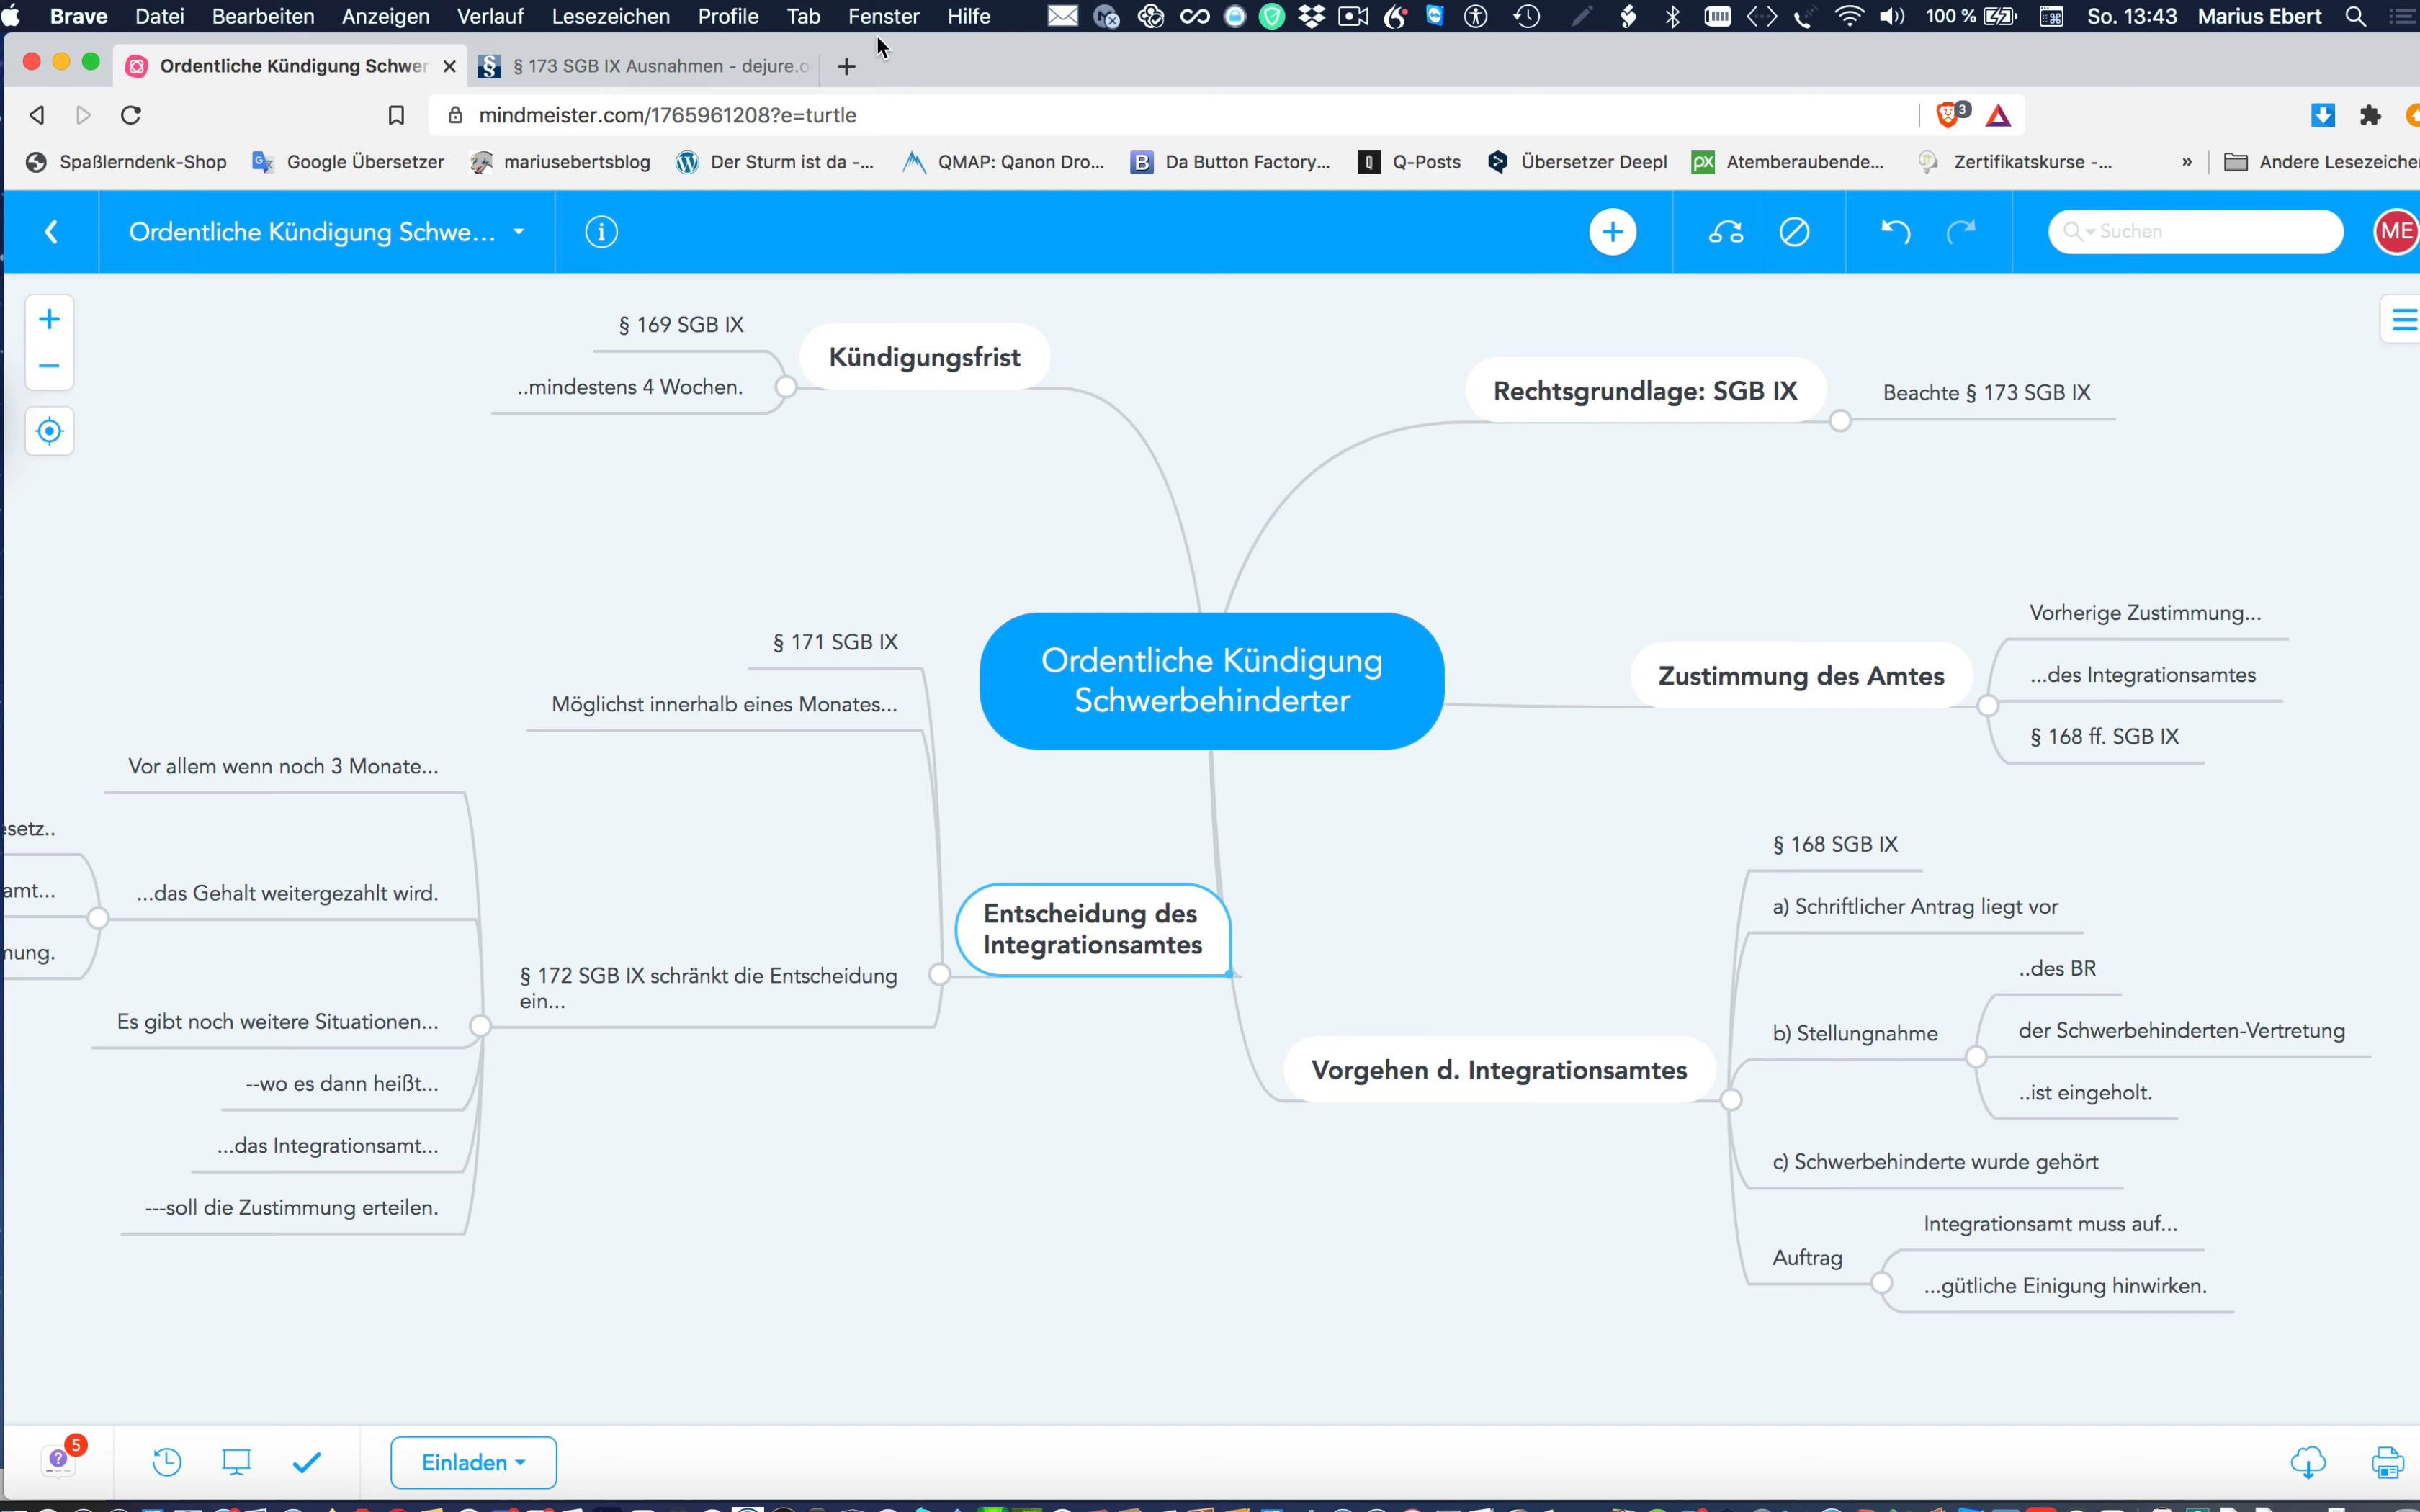 Brave Datei Bearbeiten Anzeigen Verlauf Lesezeichen Profile Tab Fenster Hilfe 100 % So. 13:43 Marius Ebert
Ordentliche Kündigung Schwer § 173 SGB IX Ausnahmen - dejure.o
mindmeister.com/1765961208?e=turtle 3
Spaßlerndenk-Shop Google Übersetzer mariusebertsblog Der Sturm ist da -... QMAP: Qanon Dro... Da Button Factory... Q-Posts Übersetzer Deepl Atemberaubende... Zertifikatskurse -... » Andere Lesezeichen
Ordentliche Kündigung Schwe... Suchen ME
§ 169 SGB IX
..mindestens 4 Wochen.
Kündigungsfrist
Rechtsgrundlage: SGB IX
Beachte § 173 SGB IX
Ordentliche Kündigung
Schwerbehinderter
Zustimmung des Amtes
Vorherige Zustimmung...
...des Integrationsamtes
§ 168 ff. SGB IX
§ 171 SGB IX
Möglichst innerhalb eines Monates...
Entscheidung des
Integrationsamtes
§ 172 SGB IX schränkt die Entscheidung
ein...
Vor allem wenn noch 3 Monate...
...das Gehalt weitergezahlt wird.
esetz..
amt...
nung.
Es gibt noch weitere Situationen...
--wo es dann heißt...
...das Integrationsamt...
---soll die Zustimmung erteilen.
Vorgehen d. Integrationsamtes
§ 168 SGB IX
a) Schriftlicher Antrag liegt vor
b) Stellungnahme
..des BR
der Schwerbehinderten-Vertretung
..ist eingeholt.
c) Schwerbehinderte wurde gehört
Auftrag
Integrationsamt muss auf...
...gütliche Einigung hinwirken.
5
Einladen